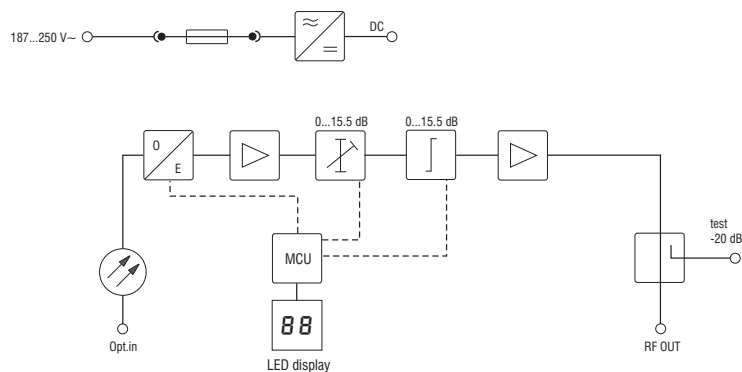 187...250 V~
DC
0...15.5 dB
0...15.5 dB
O
E
test
-20 dB
MCU
88
Opt.in
RF OUT
LED display